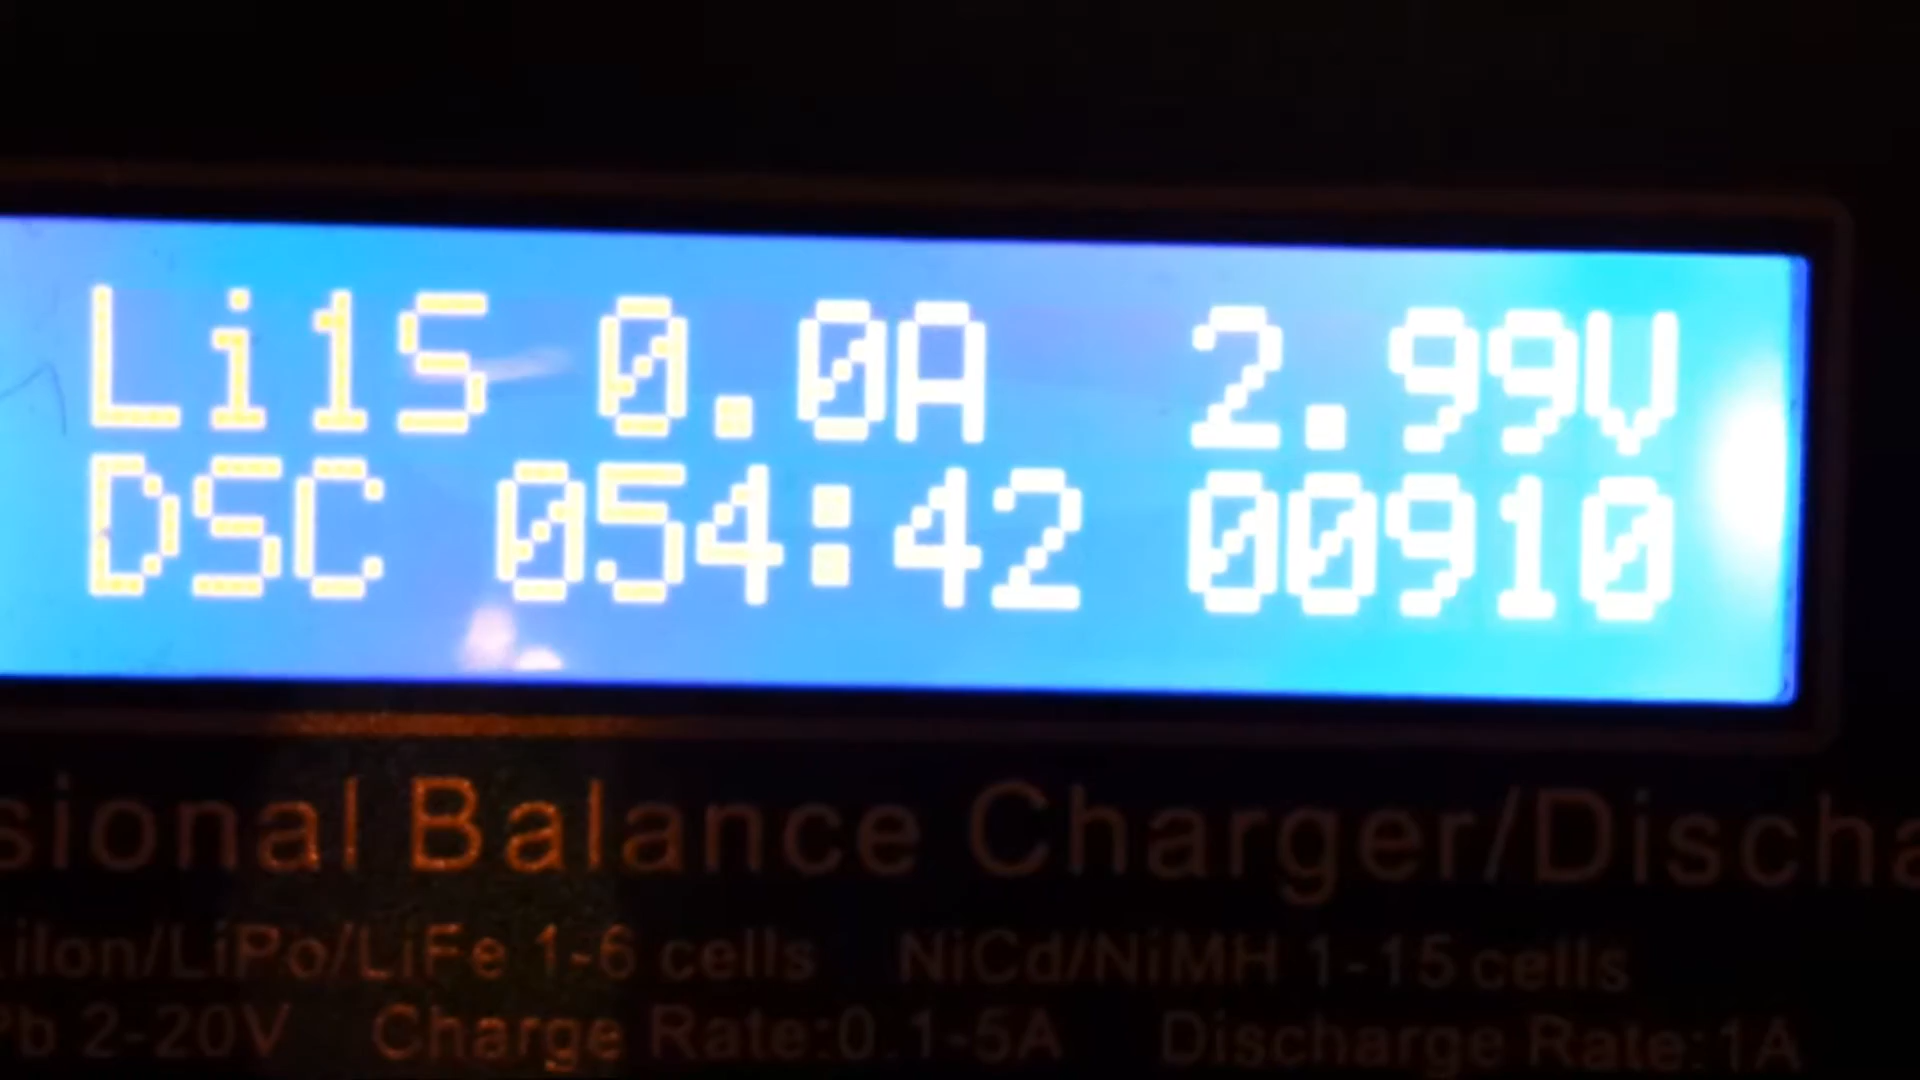 Li1S 0.0A 2.99V
DSC 054:42 00910
sional Balance Charger/Discha
iIon/LiPo/LiFe 1-6 cells NiCd/NiMH 1-15 cells
Pb 2-20V Charge Rate:0.1-5A Discharge Rate:1A